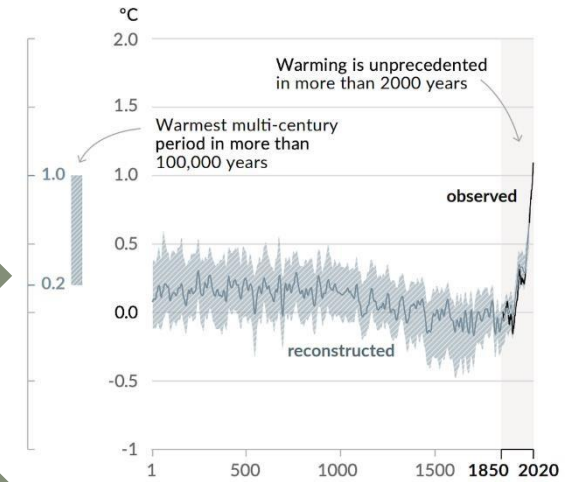 °C
2.0
Warming is unprecedented
in more than 2000 years
1.5
Warmest multi-century
period in more than
100,000 years
1.0
1.0
observed
0.5
0.2
0.0
reconstructed
-0.5
-1
1
500
1000
1500
1850
2020